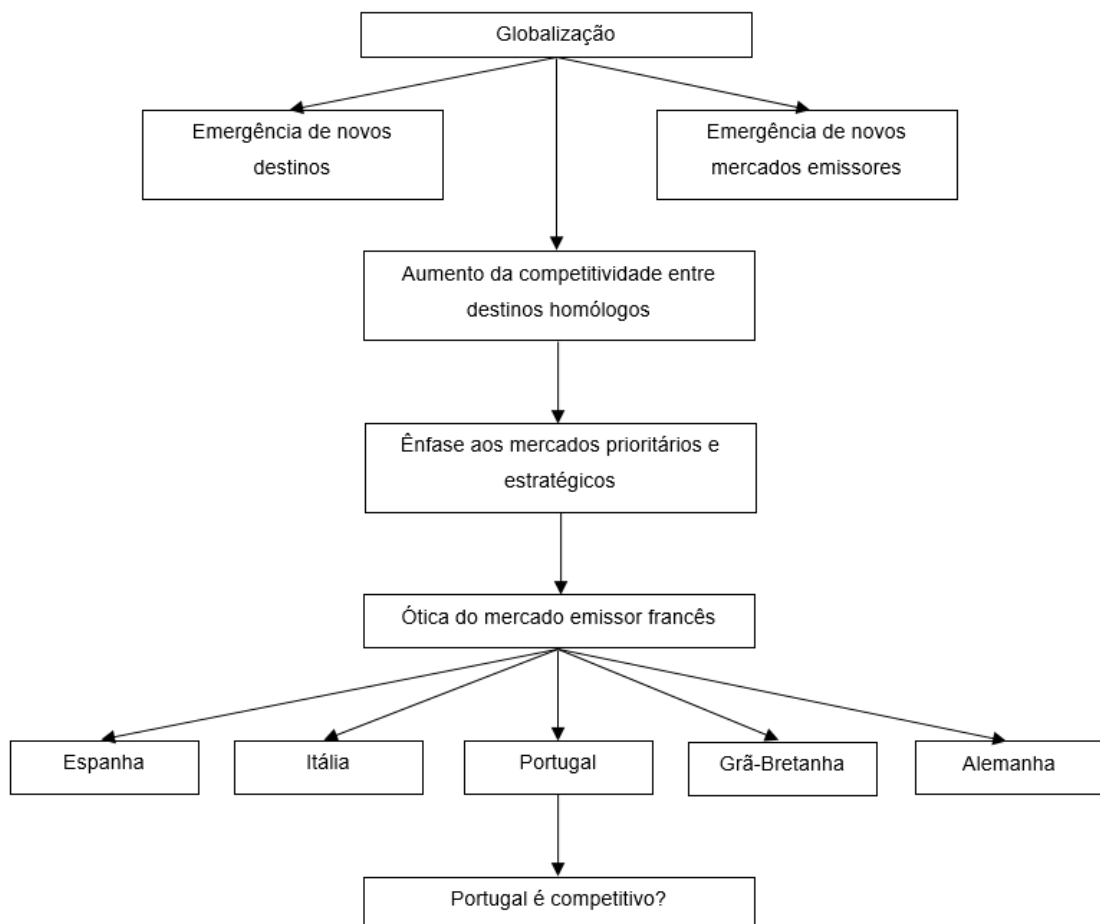 Globalização
Emergência de novos
destinos
Emergência de novos
mercados emissores
Aumento da competitividade entre
destinos homólogos
Ênfase aos mercados prioritários e
estratégicos
Ótica do mercado emissor francês
Espanha
Itália
Portugal
Grã-Bretanha
Alemanha
Portugal é competitivo?